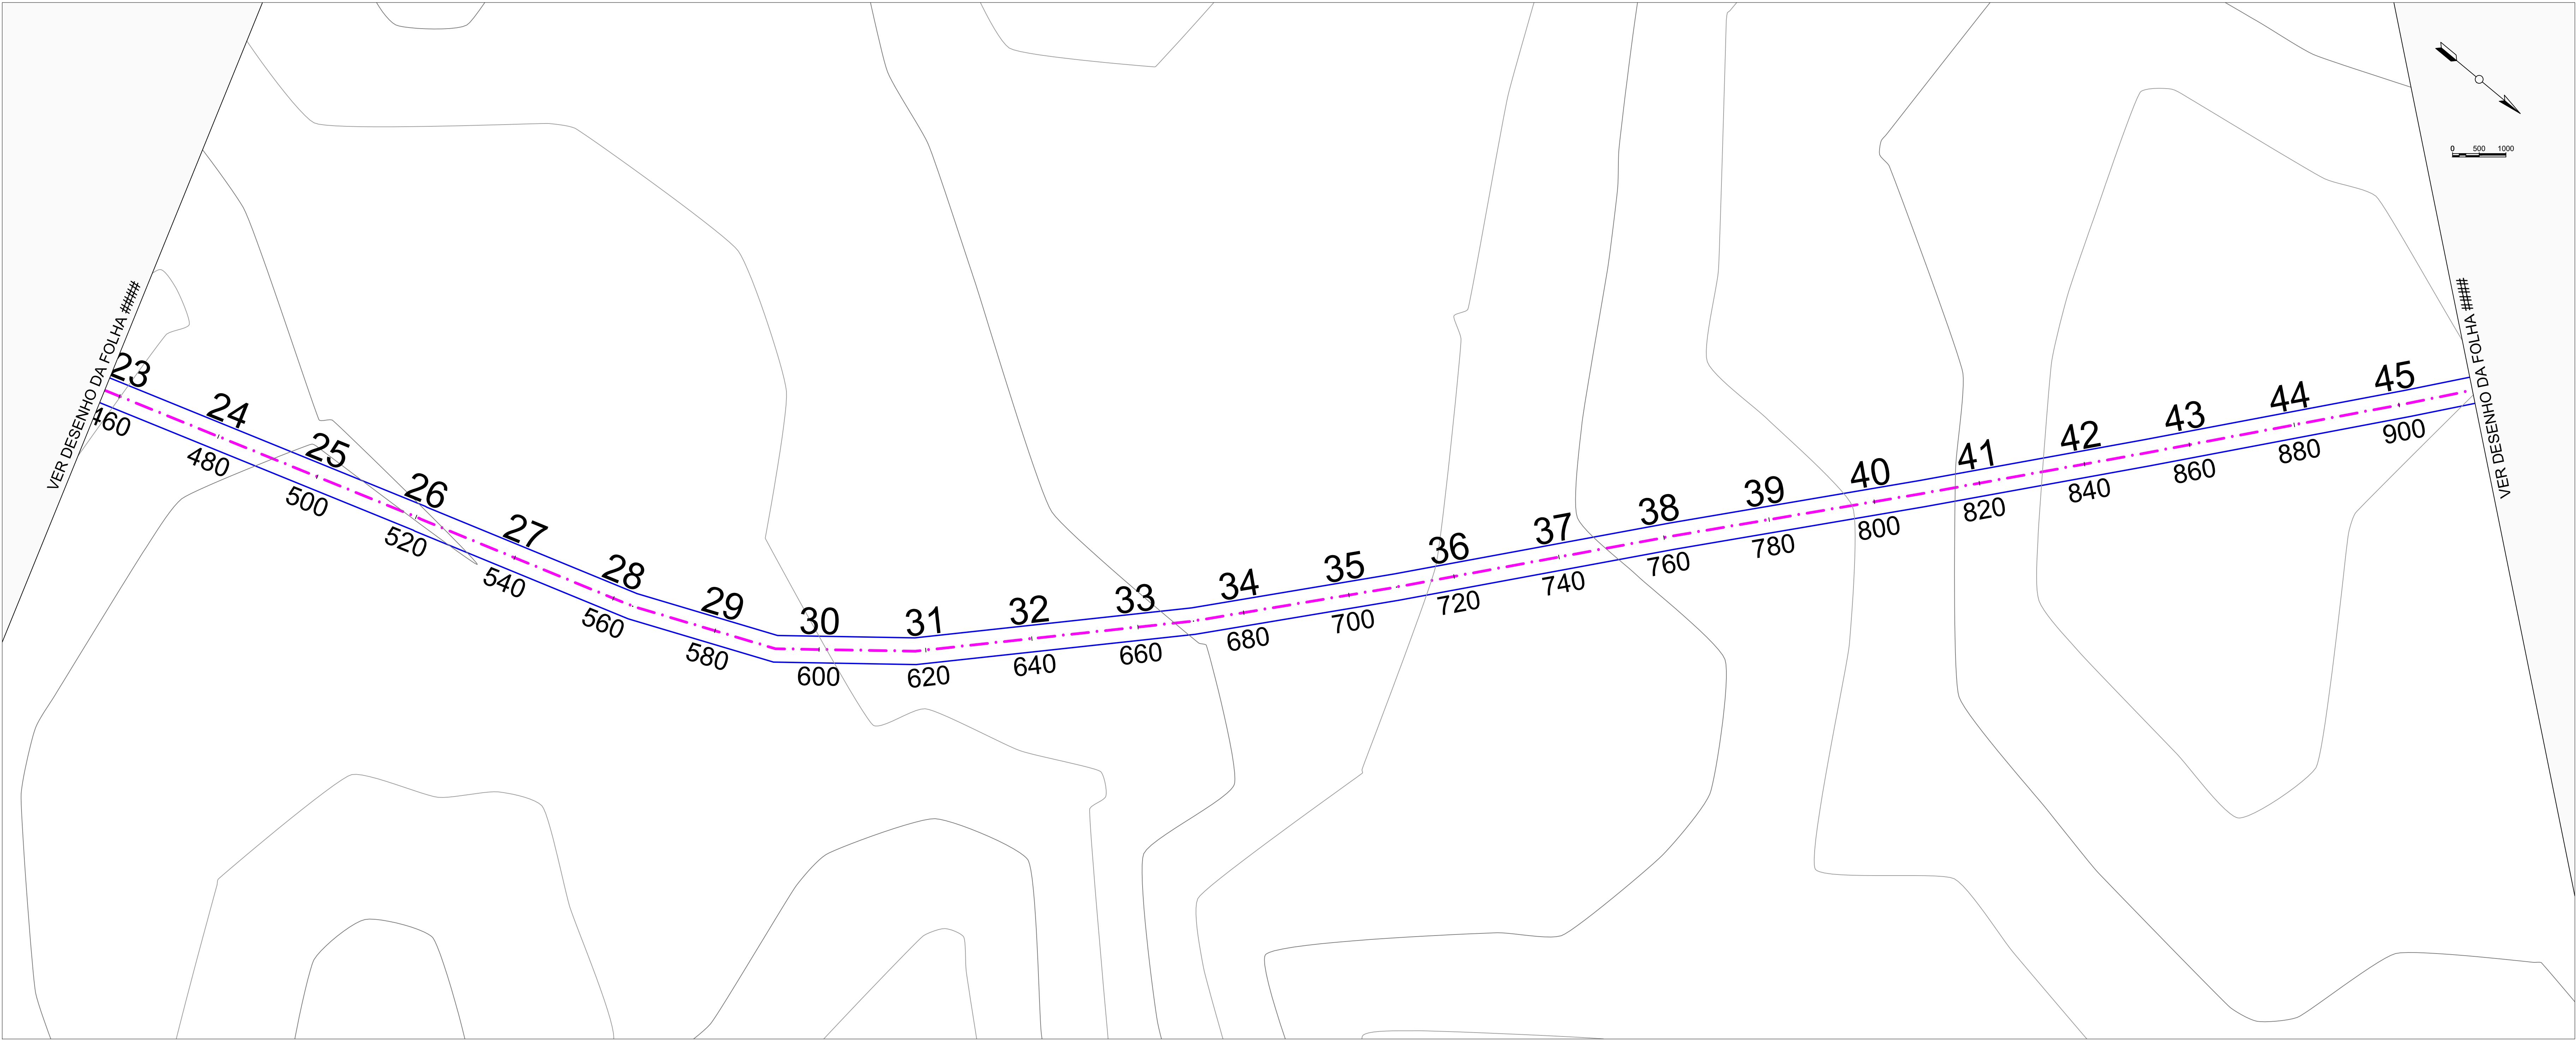 0 500 1000
VER DESENHO DA FOLHA ####
VER DESENHO DA FOLHA ####
23 24 25 26 27 28 29 30 31 32 33 34 35 36 37 38 39 40 41 42 43 44 45
460 480 500 520 540 560 580 600 620 640 660 680 700 720 740 760 780 800 820 840 860 880 900